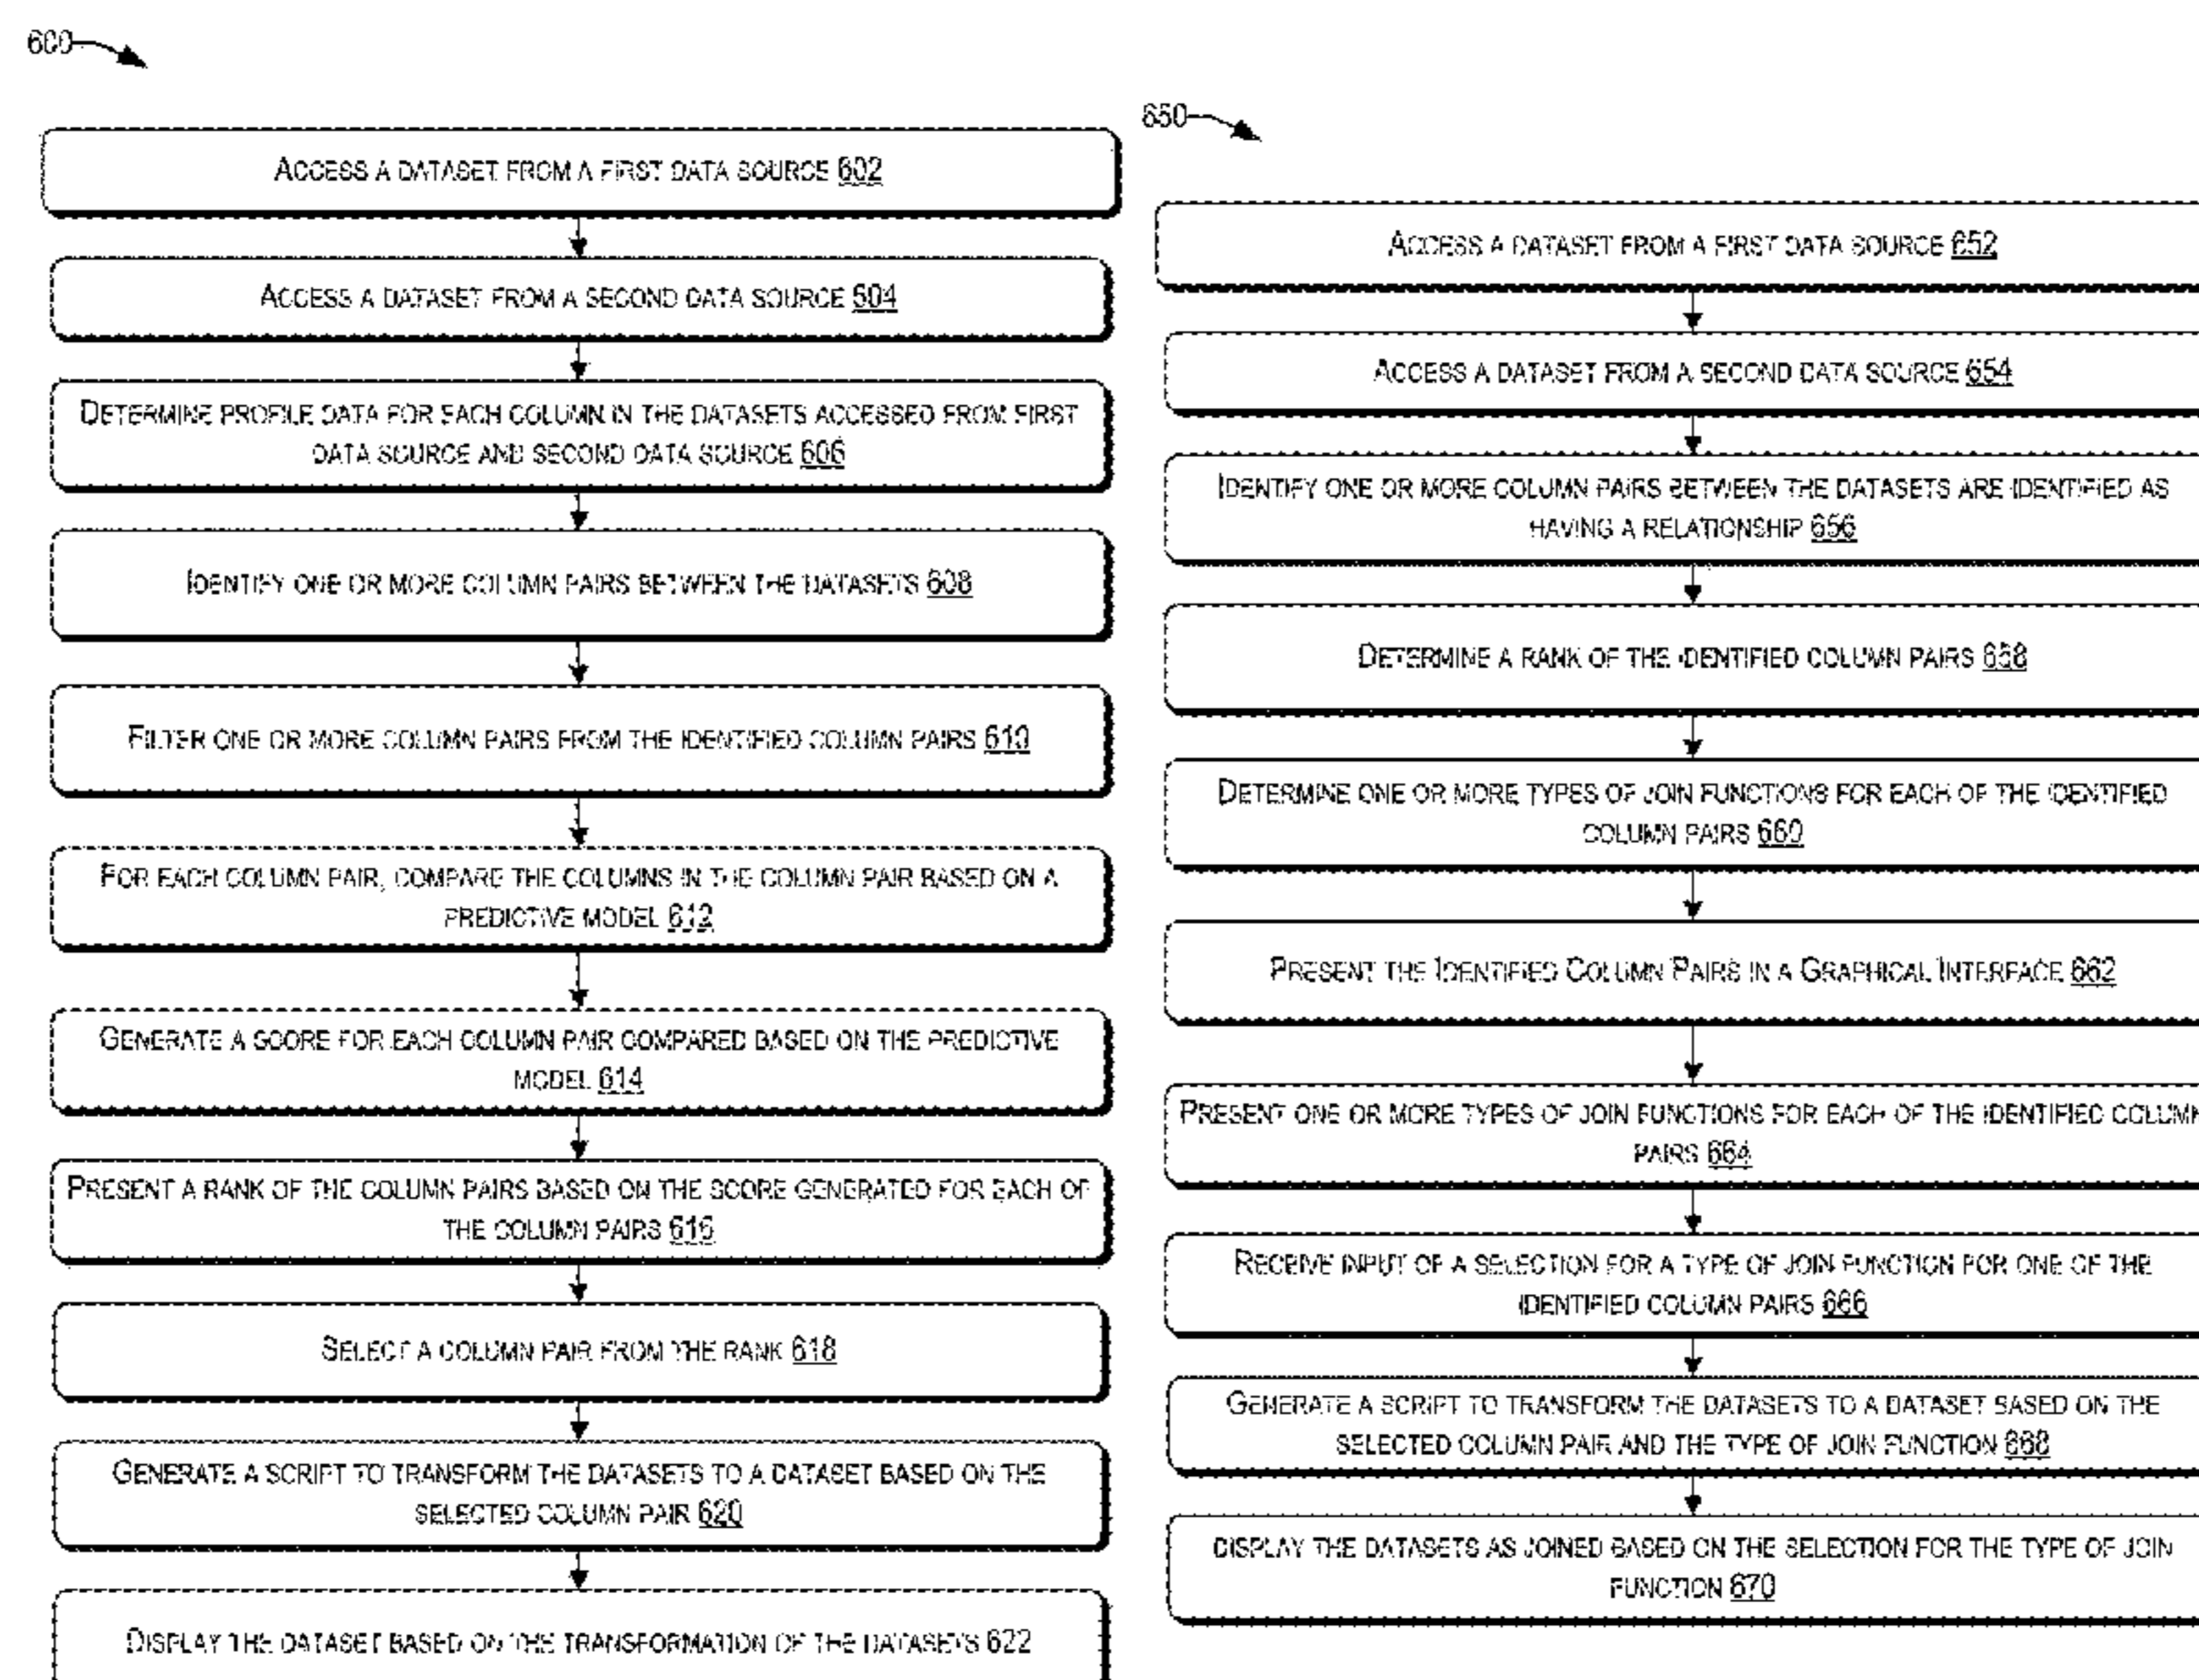 600
ACCESS A DATASET FROM A FIRST DATA SOURCE 602
ACCESS A DATASET FROM A SECOND DATA SOURCE 604
DETERMINE PROFILE DATA FOR EACH COLUMN IN THE DATASETS ACCESSED FROM FIRST
DATA SOURCE AND SECOND DATA SOURCE 606
IDENTIFY ONE OR MORE COLUMN PAIRS BETWEEN THE DATASETS 608
FILTER ONE OR MORE COLUMN PAIRS FROM THE IDENTIFIED COLUMN PAIRS 610
FOR EACH COLUMN PAIR, COMPARE THE COLUMNS IN THE COLUMN PAIR BASED ON A
PREDICTIVE MODEL 612
GENERATE A SCORE FOR EACH COLUMN PAIR COMPARED BASED ON THE PREDICTIVE
MODEL 614
PRESENT A RANK OF THE COLUMN PAIRS BASED ON THE SCORE GENERATED FOR EACH OF
THE COLUMN PAIRS 616
SELECT A COLUMN PAIR FROM THE RANK 618
GENERATE A SCRIPT TO TRANSFORM THE DATASETS TO A DATASET BASED ON THE
SELECTED COLUMN PAIR 620
DISPLAY THE DATASET BASED ON THE TRANSFORMATION OF THE DATASETS 622
650
ACCESS A DATASET FROM A FIRST DATA SOURCE 652
ACCESS A DATASET FROM A SECOND DATA SOURCE 654
IDENTIFY ONE OR MORE COLUMN PAIRS BETWEEN THE DATASETS ARE IDENTIFIED AS
HAVING A RELATIONSHIP 656
DETERMINE A RANK OF THE IDENTIFIED COLUMN PAIRS 658
DETERMINE ONE OR MORE TYPES OF JOIN FUNCTIONS FOR EACH OF THE IDENTIFIED
COLUMN PAIRS 660
PRESENT THE IDENTIFIED COLUMN PAIRS IN A GRAPHICAL INTERFACE 662
PRESENT ONE OR MORE TYPES OF JOIN FUNCTIONS FOR EACH OF THE IDENTIFIED COLUMN
PAIRS 664
RECEIVE INPUT OF A SELECTION FOR A TYPE OF JOIN FUNCTION FOR ONE OF THE
IDENTIFIED COLUMN PAIRS 666
GENERATE A SCRIPT TO TRANSFORM THE DATASETS TO A DATASET BASED ON THE
SELECTED COLUMN PAIR AND THE TYPE OF JOIN FUNCTION 668
DISPLAY THE DATASETS AS JOINED BASED ON THE SELECTION FOR THE TYPE OF JOIN
FUNCTION 670